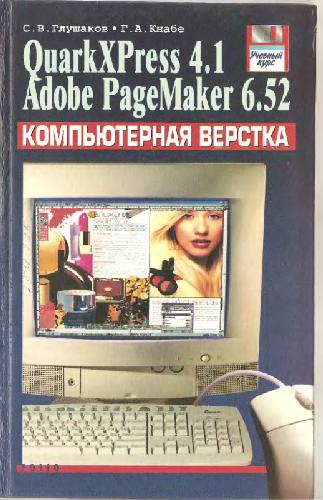 С.В.Глушаков · Г.А.Кнабе
QuarkXPress 4.1
Adobe PageMaker 6.52
Учебный
курс
КОМПЬЮТЕРНАЯ ВЕРСТКА